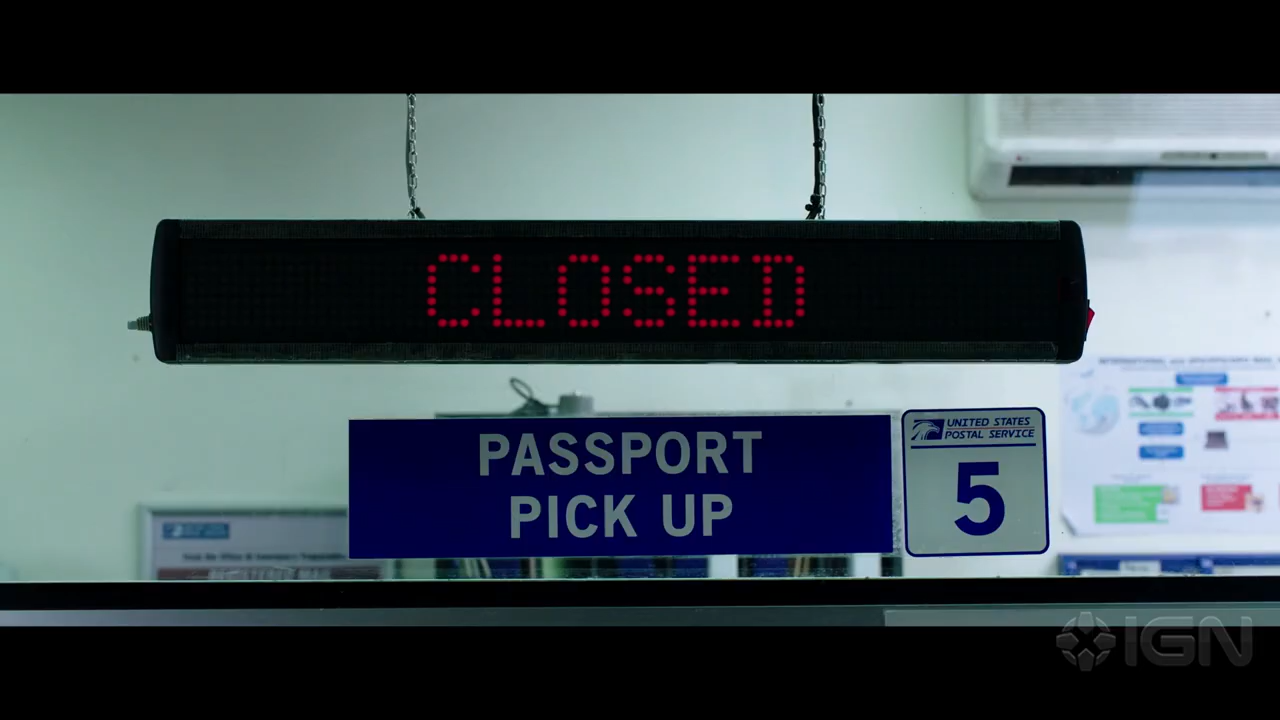 CLOSED
PASSPORT
PICK UP
UNITED STATES
POSTAL SERVICE
5
IGN